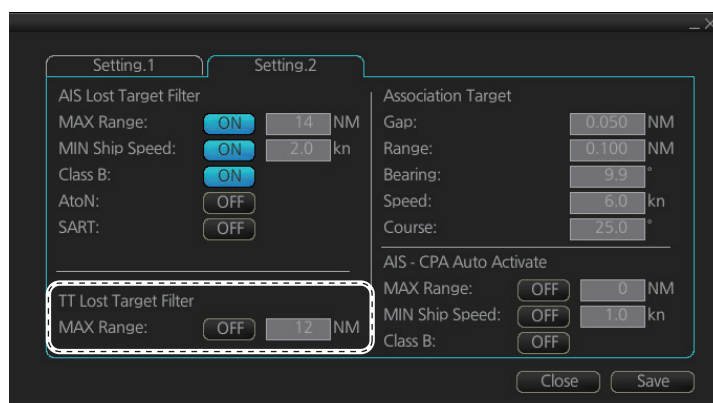 Setting.1 Setting.2
AIS Lost Target Filter
MAX Range: ON 14 NM
MIN Ship Speed: ON 2.0 kn
Class B: ON
AtoN: OFF
SART: OFF
TT Lost Target Filter
MAX Range: OFF 12 NM
Association Target
Gap: 0.050 NM
Range: 0.100 NM
Bearing: 9.9 °
Speed: 6.0 kn
Course: 25.0 °
AIS - CPA Auto Activate
MAX Range: OFF 0 NM
MIN Ship Speed: OFF 1.0 kn
Class B: OFF
Close Save